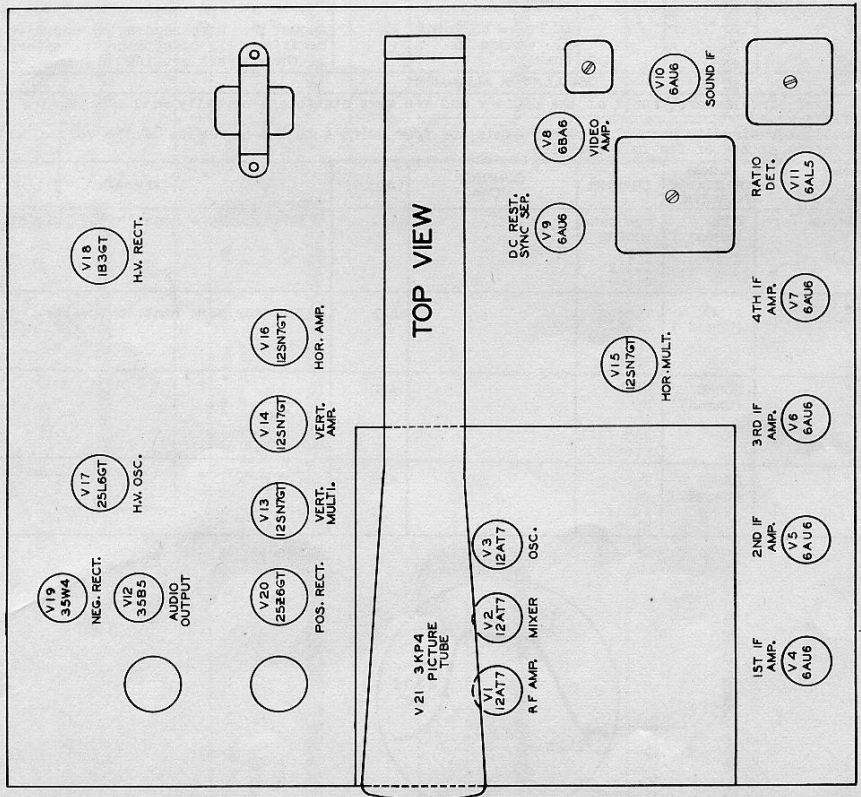 V10
6AU6
SOUND IF
V8
6BA6
VIDEO
AMP.
V9
6AU6
DC REST.
SYNC SEP.
V11
6AL5
RATIO
DET.
TOP VIEW
V18
1B3GT
H.V. RECT.
V16
12SN7GT
HOR. AMP.
V7
6AU6
4TH IF
AMP.
V15
12SN7GT
HOR. MULT.
V14
12SN7GT
VERT.
AMP.
V6
6AU6
3RD IF
AMP.
V17
25L6GT
H.V. OSC.
V13
12SN7GT
VERT.
MULTI.
V3
12AT7
OSC.
V5
6AU6
2ND IF
AMP.
V19
35W4
NEG. RECT.
V12
35B5
AUDIO
OUTPUT
V20
25Z6GT
POS. RECT.
V2
12AT7
MIXER
V21 3KP4
PICTURE
TUBE
V1
12AT7
RF AMP.
V4
6AU6
1ST IF
AMP.